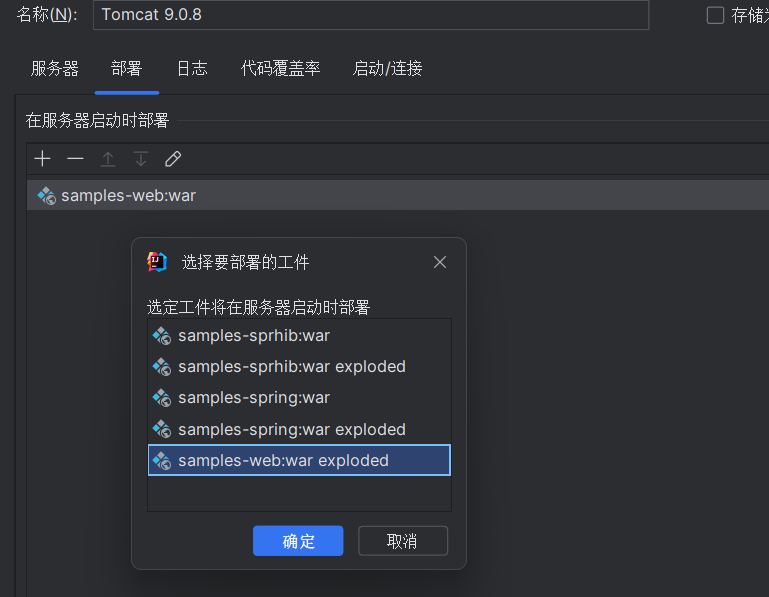 名称(N): Tomcat 9.0.8 存储为
服务器 部署 日志 代码覆盖率 启动/连接
在服务器启动时部署
samples-web:war
选择要部署的工件
选定工件将在服务器启动时部署
samples-sprhib:war
samples-sprhib:war exploded
samples-spring:war
samples-spring:war exploded
samples-web:war exploded
确定 取消